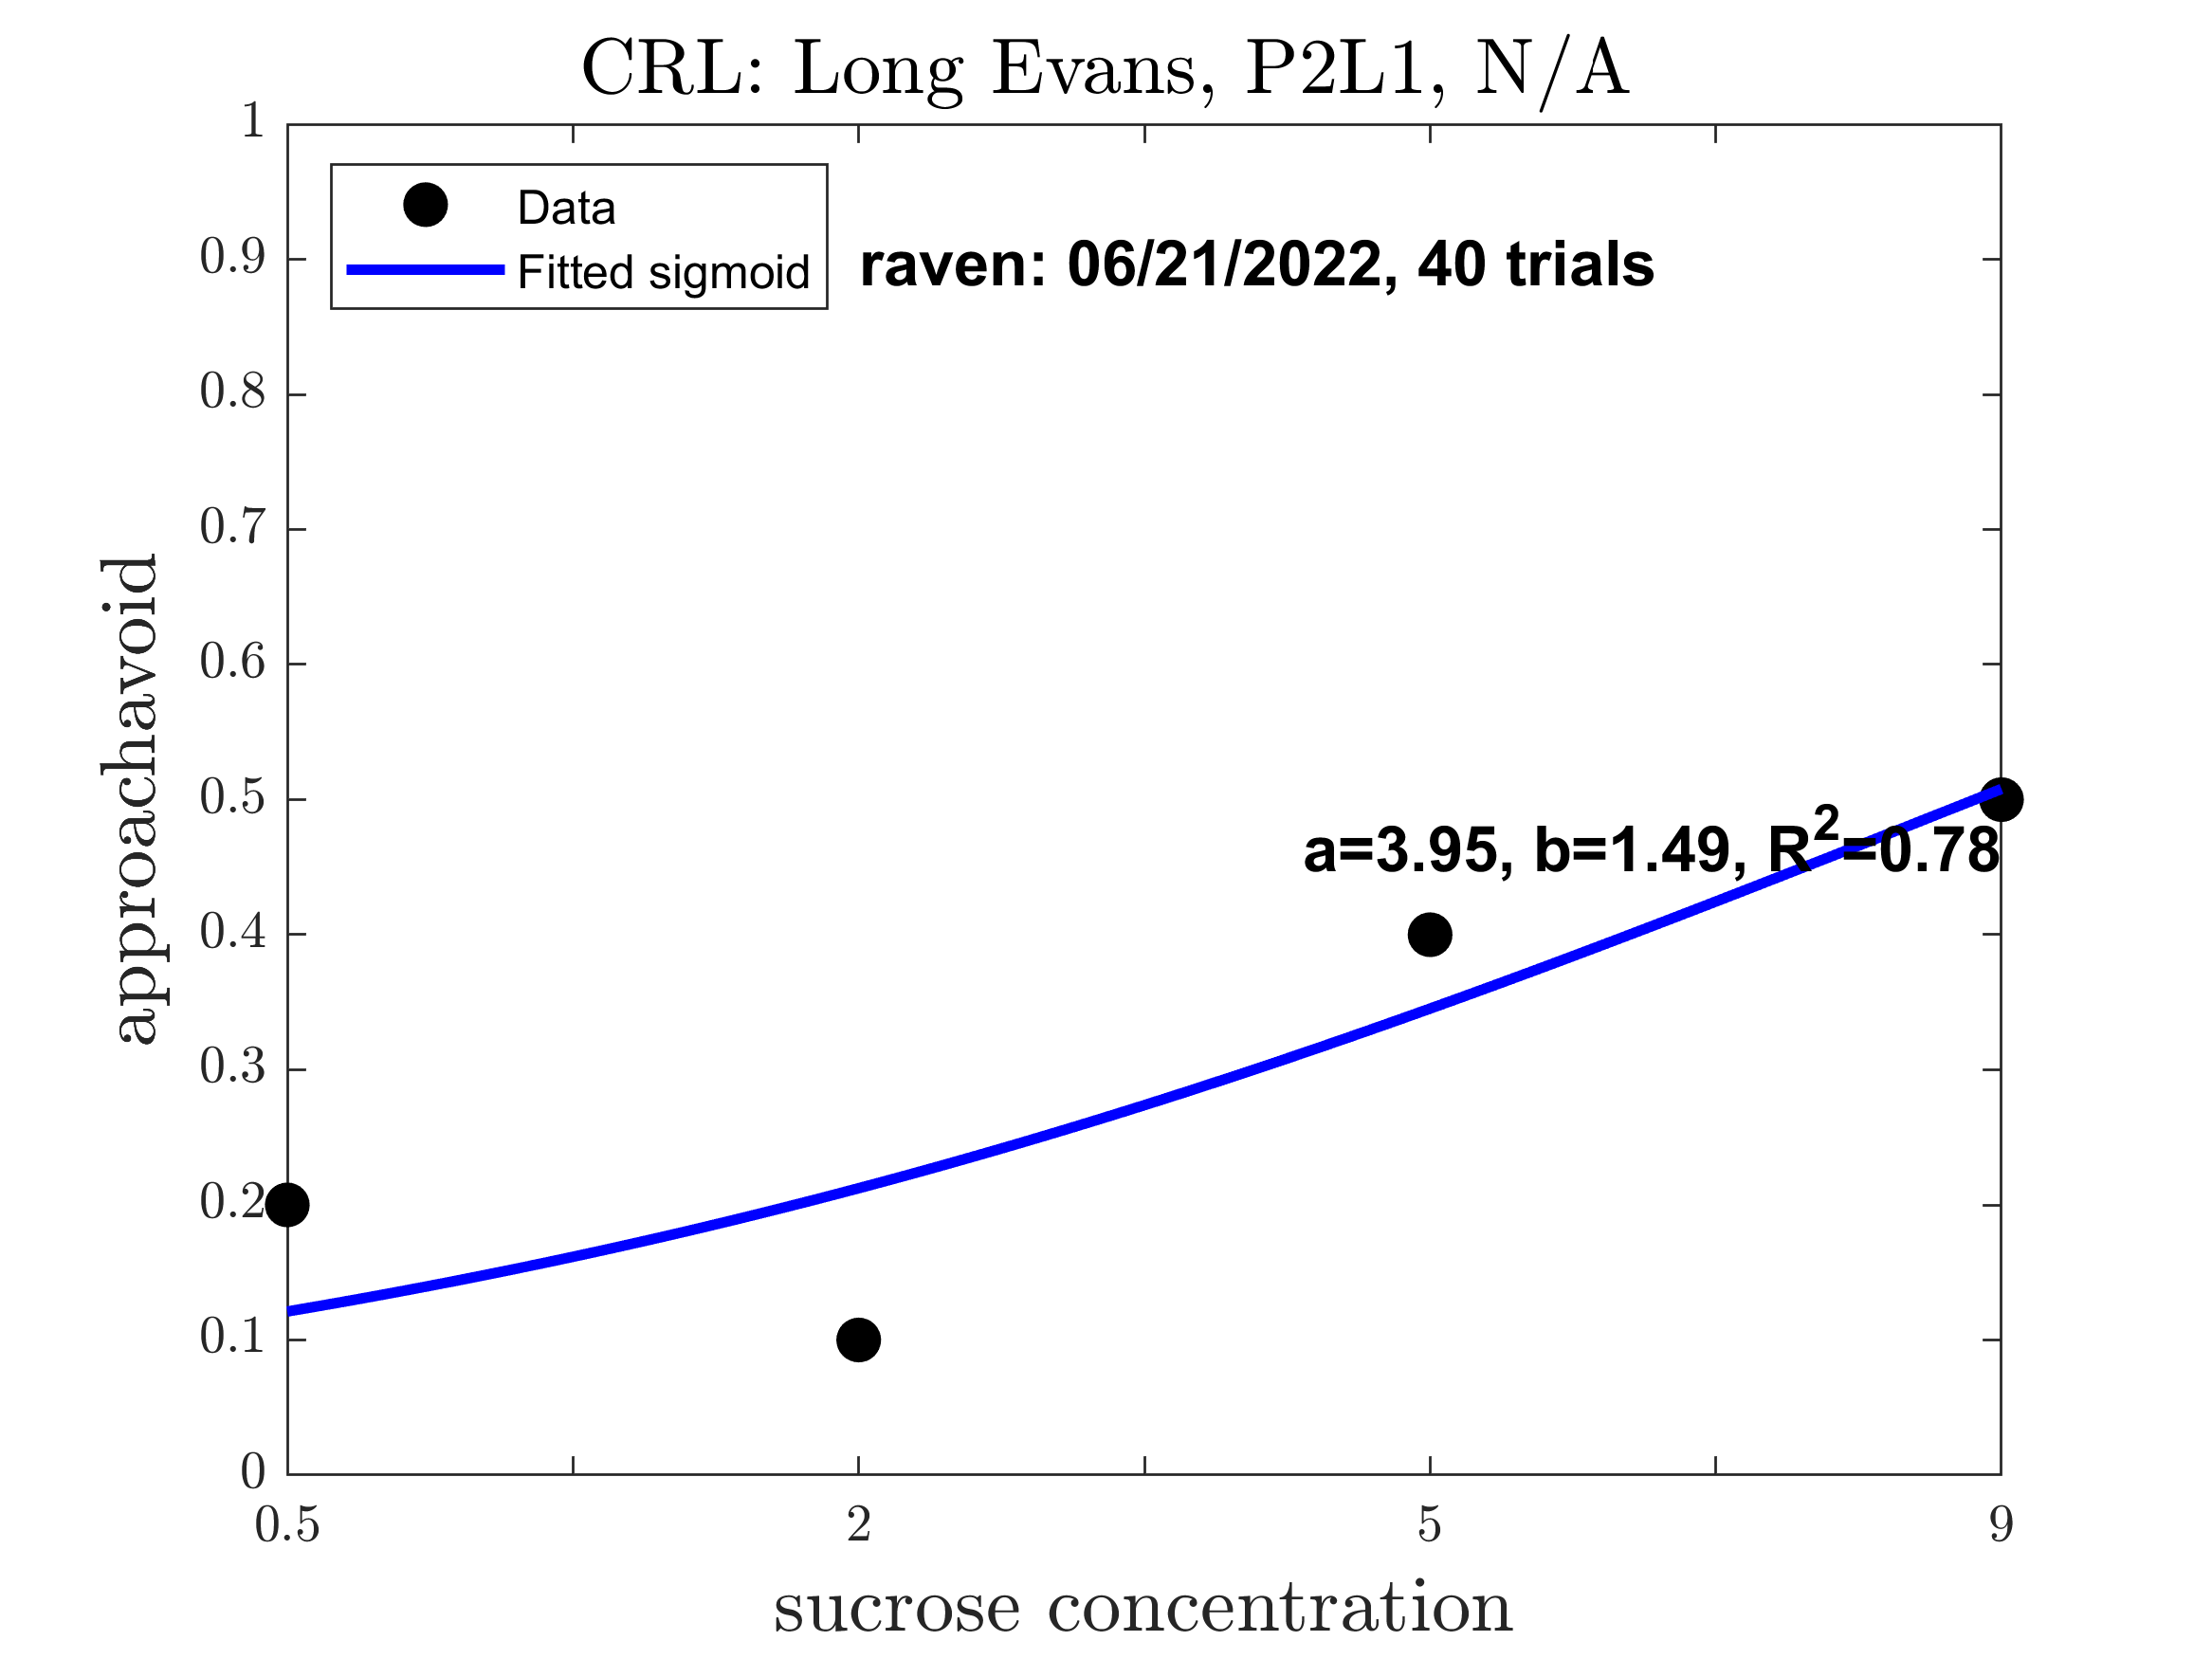 CRL: Long Evans, P2L1, N/A
1
0.9
0.8
0.7
0.6
0.5
0.4
0.3
0.2
0.1
0
approachavoid
Data
Fitted sigmoid
raven: 06/21/2022, 40 trials
a=3.95, b=1.49, R²=0.78
0.5 2 5 9
sucrose concentration